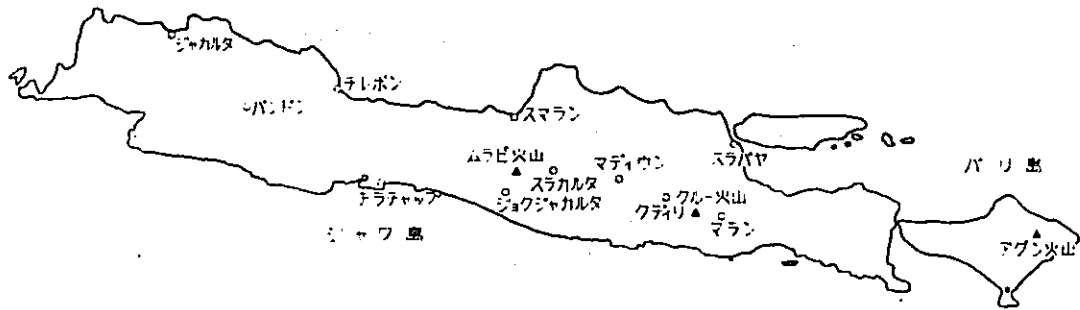 ジャカルタ
チレボン
バンドン
スマラン
ムラピ火山
マディウン
スラバヤ
スラカルタ
バリ島
チラチャップ
ジョクジャカルタ
クルー火山
クディリ
マラン
ジャワ島
アグン火山